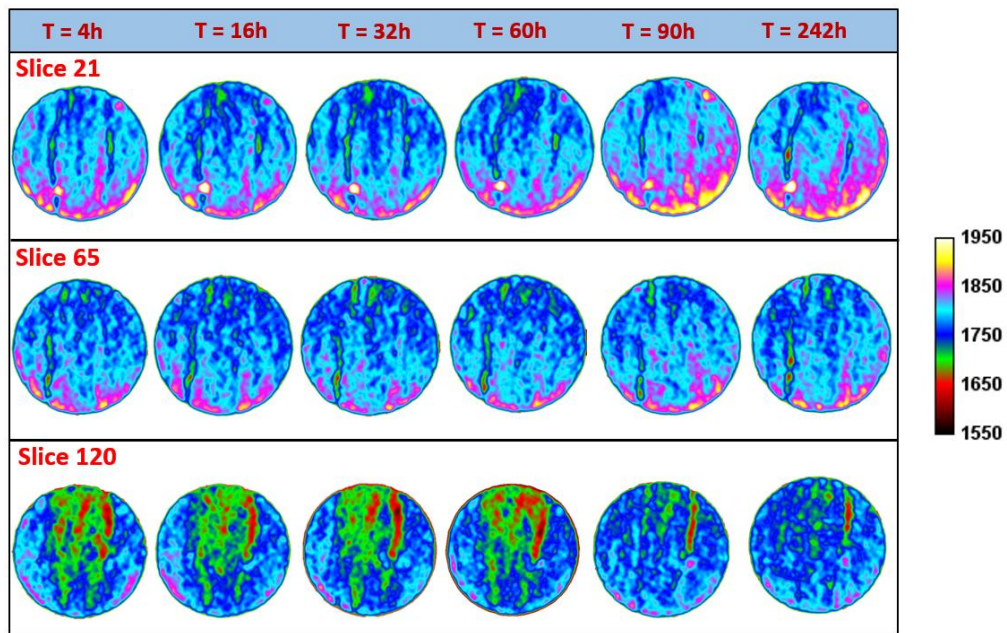 T = 4h T = 16h T = 32h T = 60h T = 90h T = 242h
Slice 21
Slice 65
1950
1850
1750
1650
1550
Slice 120